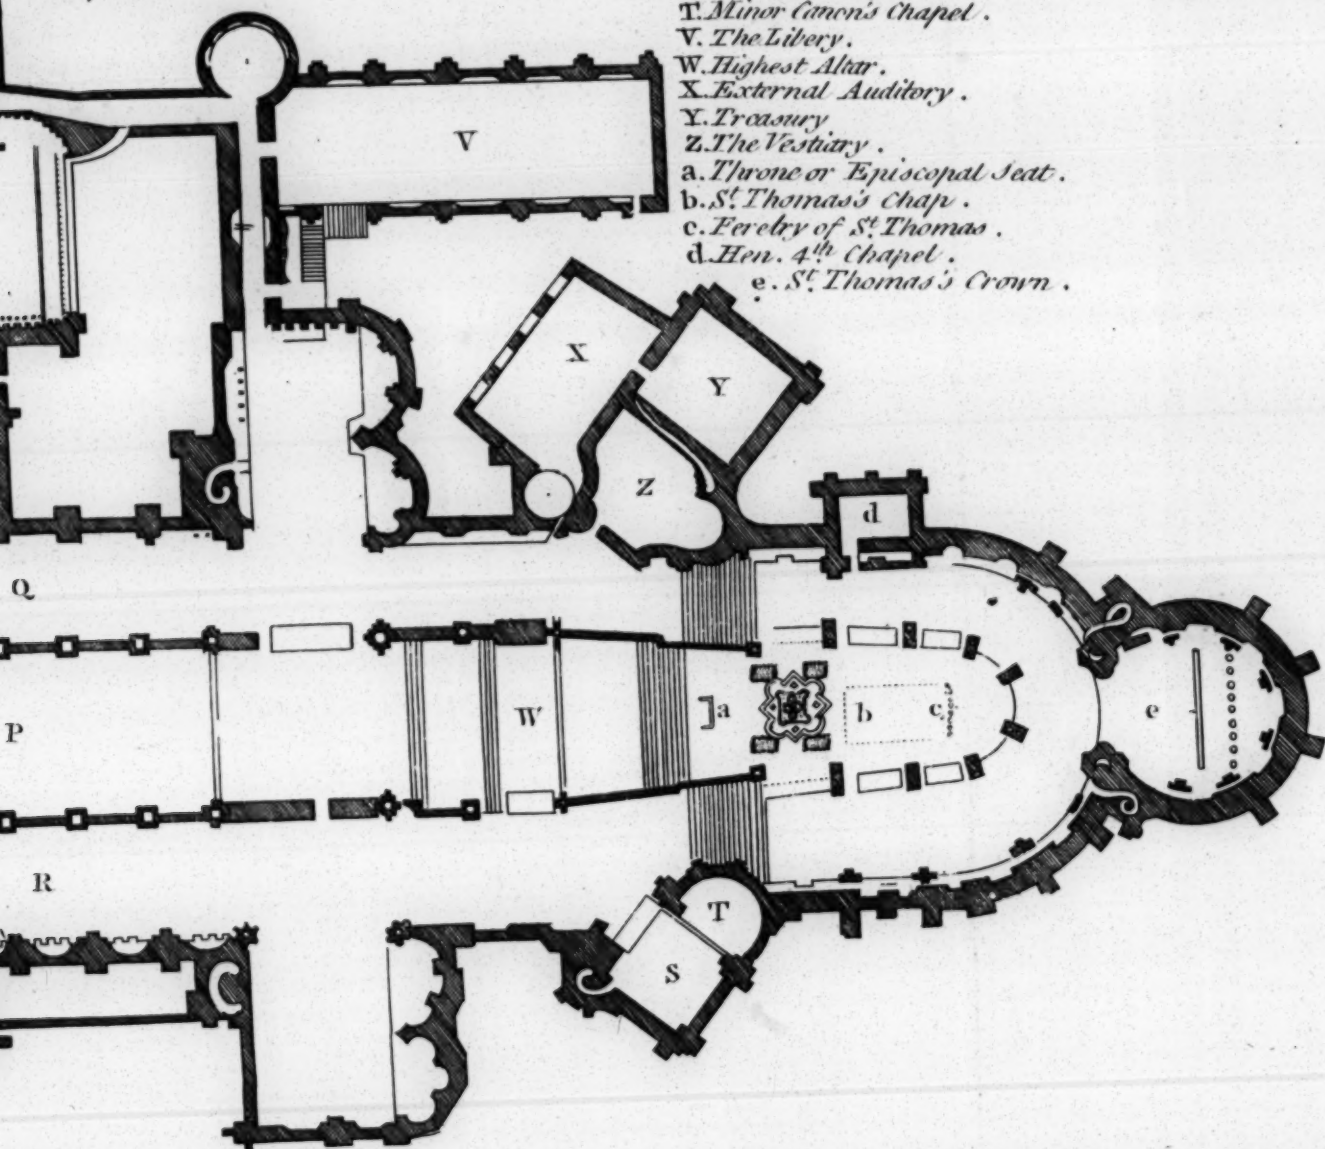 T. Minor Canon's Chapel.
V. The Libery.
W. Highest Altar.
X. External Auditory.
Y. Treasury
Z. The Vestiary.
a. Throne or Episcopal Seat.
b. St. Thomas's Chap.
c. Feretry of St. Thomas.
d. Hen. 4th. Chapel.
e. St. Thomas's Crown.
V
X
Y
Z
d
Q
P
W
a
b
c
e
R
T
S